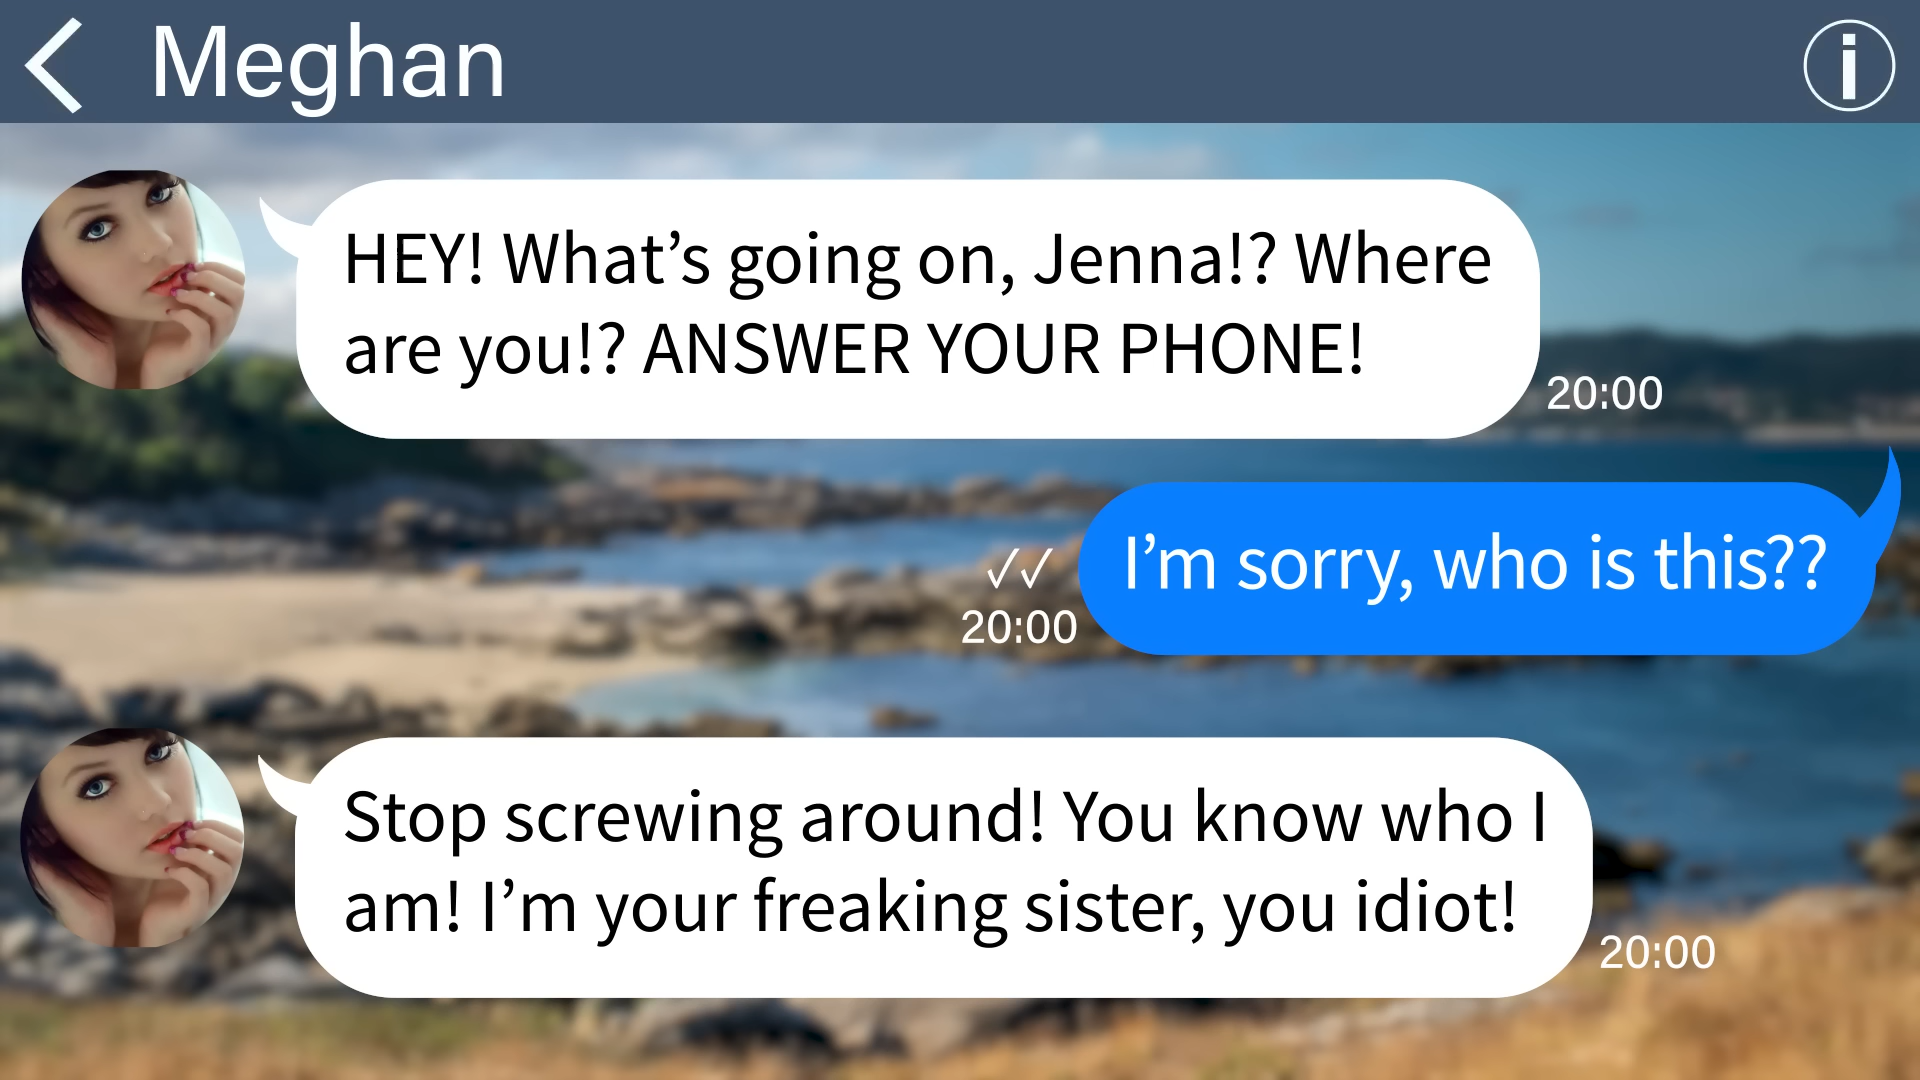 Meghan
HEY! What’s going on, Jenna!? Where
are you!? ANSWER YOUR PHONE!
20:00
I’m sorry, who is this??
20:00
Stop screwing around! You know who I
am! I’m your freaking sister, you idiot!
20:00